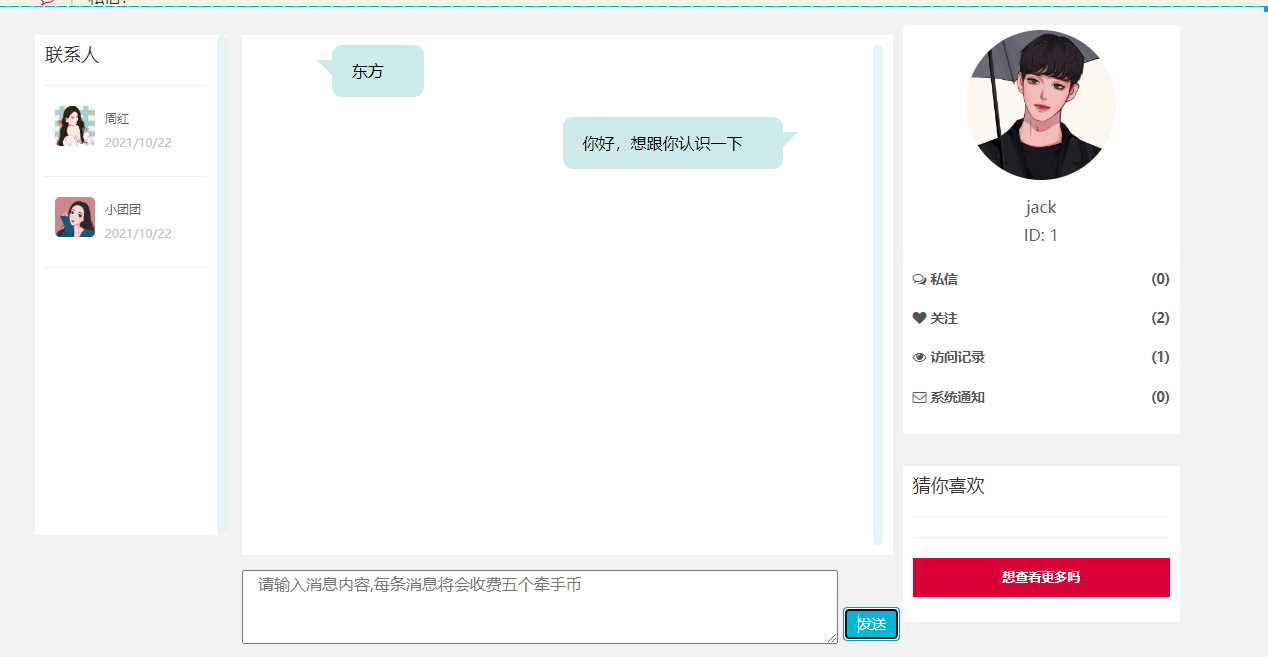 私信:
联系人
周红
2021/10/22
小团团
2021/10/22
东方
你好，想跟你认识一下
请输入消息内容,每条消息将会收费五个牵手币
发送
jack
ID: 1
私信 (0)
关注 (2)
访问记录 (1)
系统通知 (0)
猜你喜欢
想查看更多吗